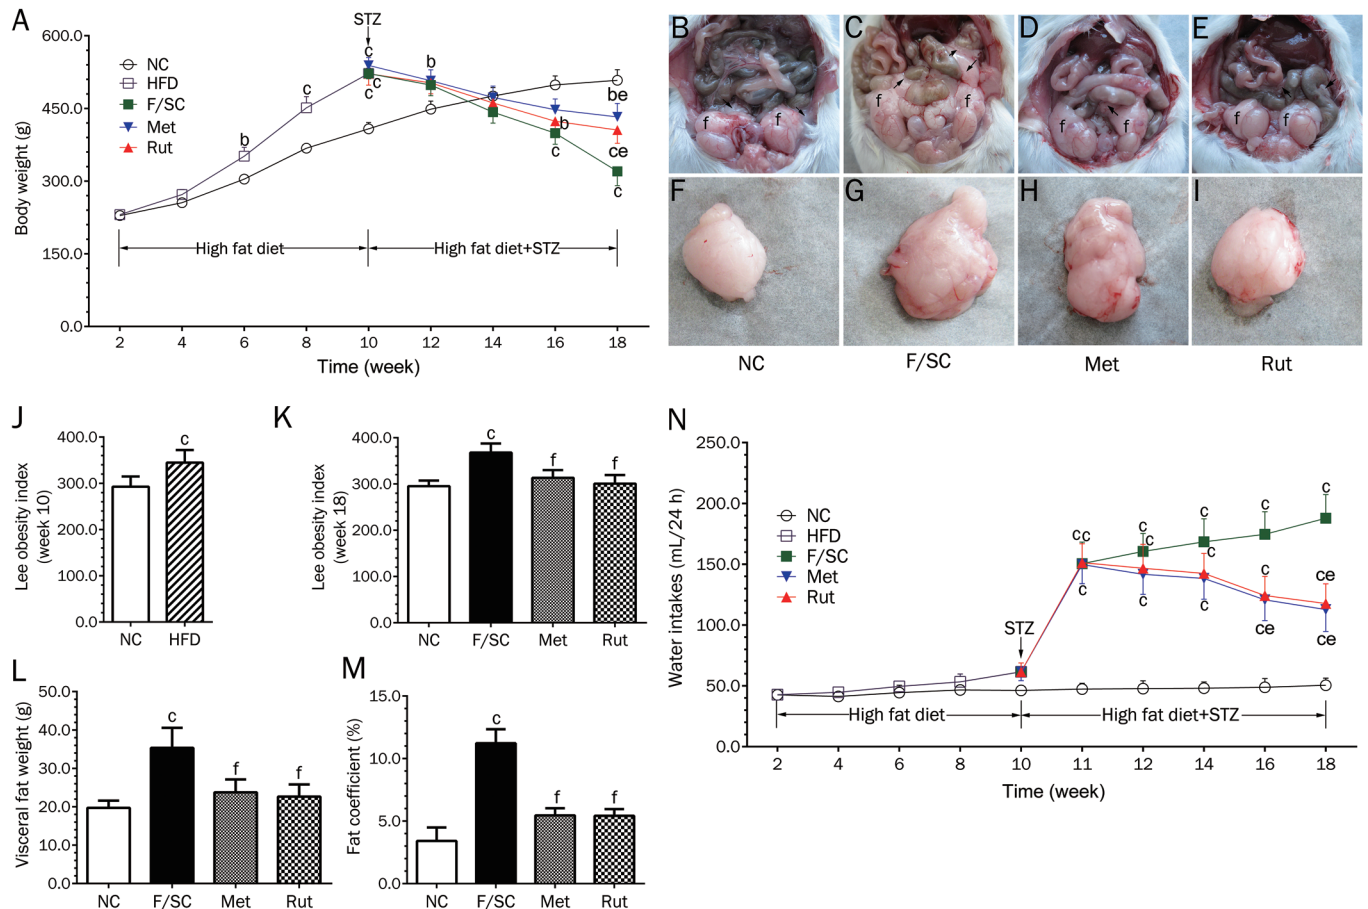 A
STZ
600.0
450.0
300.0
150.0
0.0
Body weight (g)
NC
HFD
F/SC
Met
Rut
b
c
c
c
c
b
b
c
be
ce
c
High fat diet
High fat diet+STZ
2 4 6 8 10 12 14 16 18
Time (week)
B C D E
f f f f f f f f
F G H I
NC F/SC Met Rut
J
400.0
300.0
200.0
100.0
0.0
Lee obesity index
(week 10)
c
NC HFD
K
400.0
300.0
200.0
100.0
0.0
Lee obesity index
(week 18)
c
f
f
NC F/SC Met Rut
L
50.0
40.0
30.0
20.0
10.0
0.0
Visceral fat weight (g)
c
f
f
NC F/SC Met Rut
M
15.0
10.0
5.0
0.0
Fat coefficient (%)
c
f
f
NC F/SC Met Rut
N
250.0
200.0
150.0
100.0
50.0
0.0
Water intakes (mL/24 h)
NC
HFD
F/SC
Met
Rut
STZ
cc
c
c
c
c
c
c
c
c
c
c
ce
c
ce
ce
High fat diet
High fat diet+STZ
2 4 6 8 10 11 12 14 16 18
Time (week)